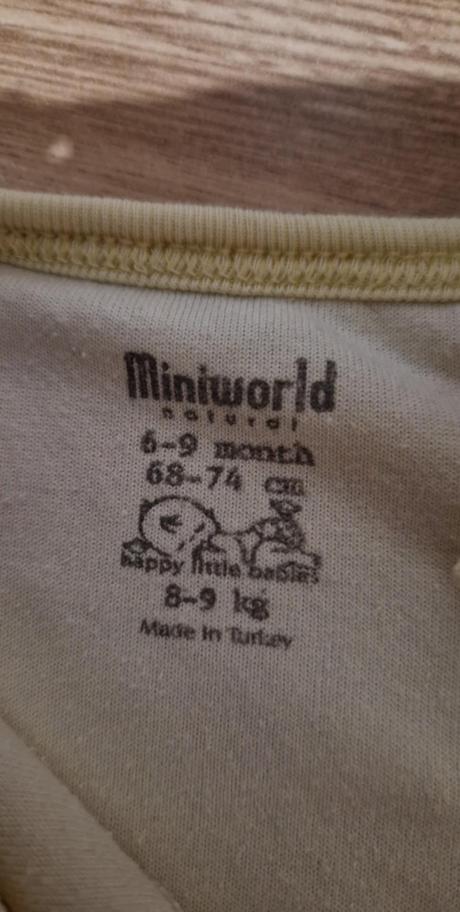 Miniworld
natural
6-9 month
68-74 cm
happy little babies
8-9 kg
Made in Turkey